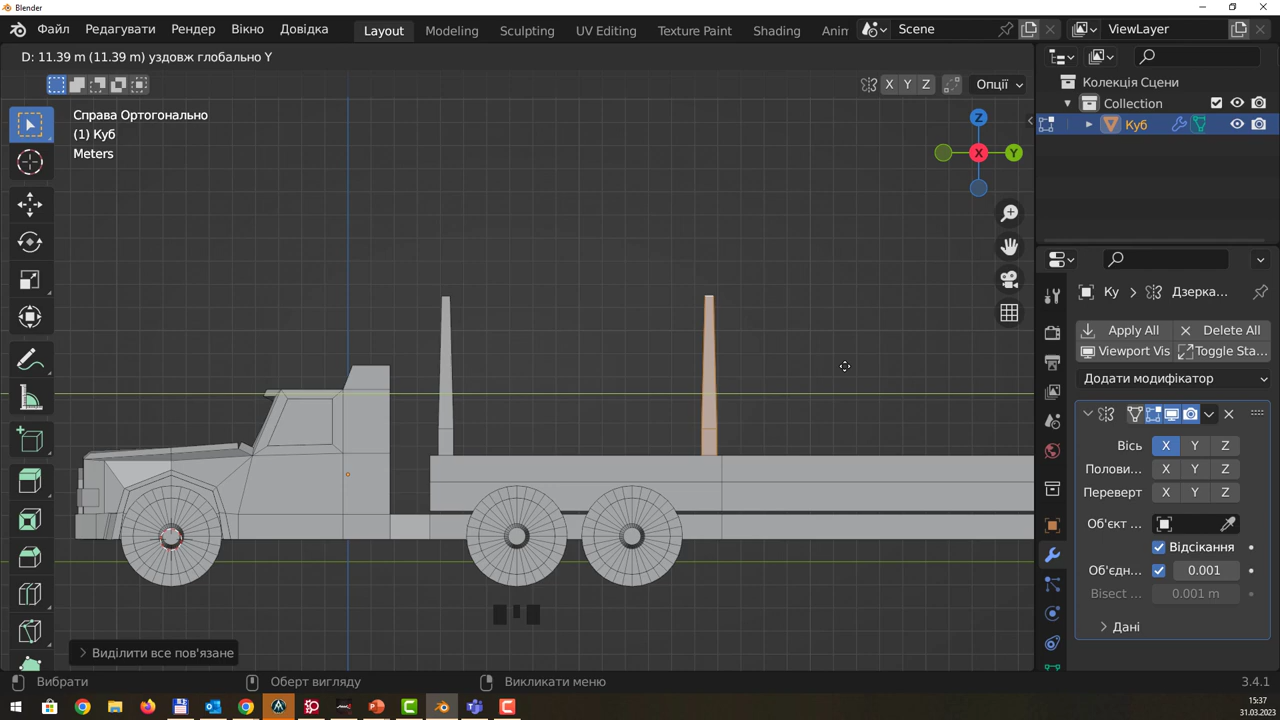 Blender
Файл
Редагувати
Рендер
Вікно
Довідка
Layout
Modeling
Sculpting
UV Editing
Texture Paint
Shading
Anin
Scene
ViewLayer
D: 11.39 m (11.39 m) уздовж глобально Y
X
Y
Z
Опції
Справа Ортогонально
(1) Куб
Meters
Z
X
Y
Колекція Сцени
Collection
Куб
Ку
Дзерка...
Apply All
Delete All
Viewport Vis
Toggle Sta...
Додати модифікатор
Вісь
X
Y
Z
Полови...
X
Y
Z
Переверт
X
Y
Z
Об'єкт ...
Відсікання
Об'єдн...
0.001
Bisect ...
0.001 m
Дані
Виділити все пов'язане
Вибрати
Оберт вигляду
Викликати меню
3.4.1
15:37
31.03.2023